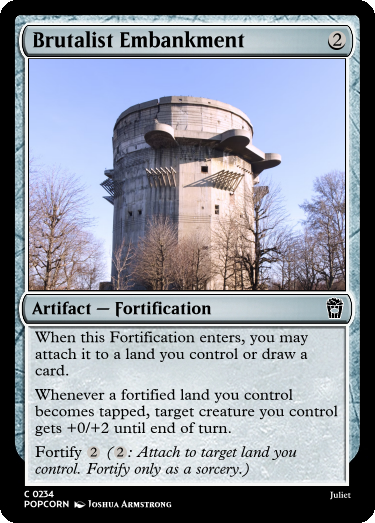 Brutalist Embankment 2
Artifact — Fortification
When this Fortification enters, you may
attach it to a land you control or draw a
card.
Whenever a fortified land you control
becomes tapped, target creature you control
gets +0/+2 until end of turn.
Fortify 2 ( 2 : Attach to target land you
control. Fortify only as a sorcery.)
C 0234
POPCORN Joshua Armstrong
Juliet